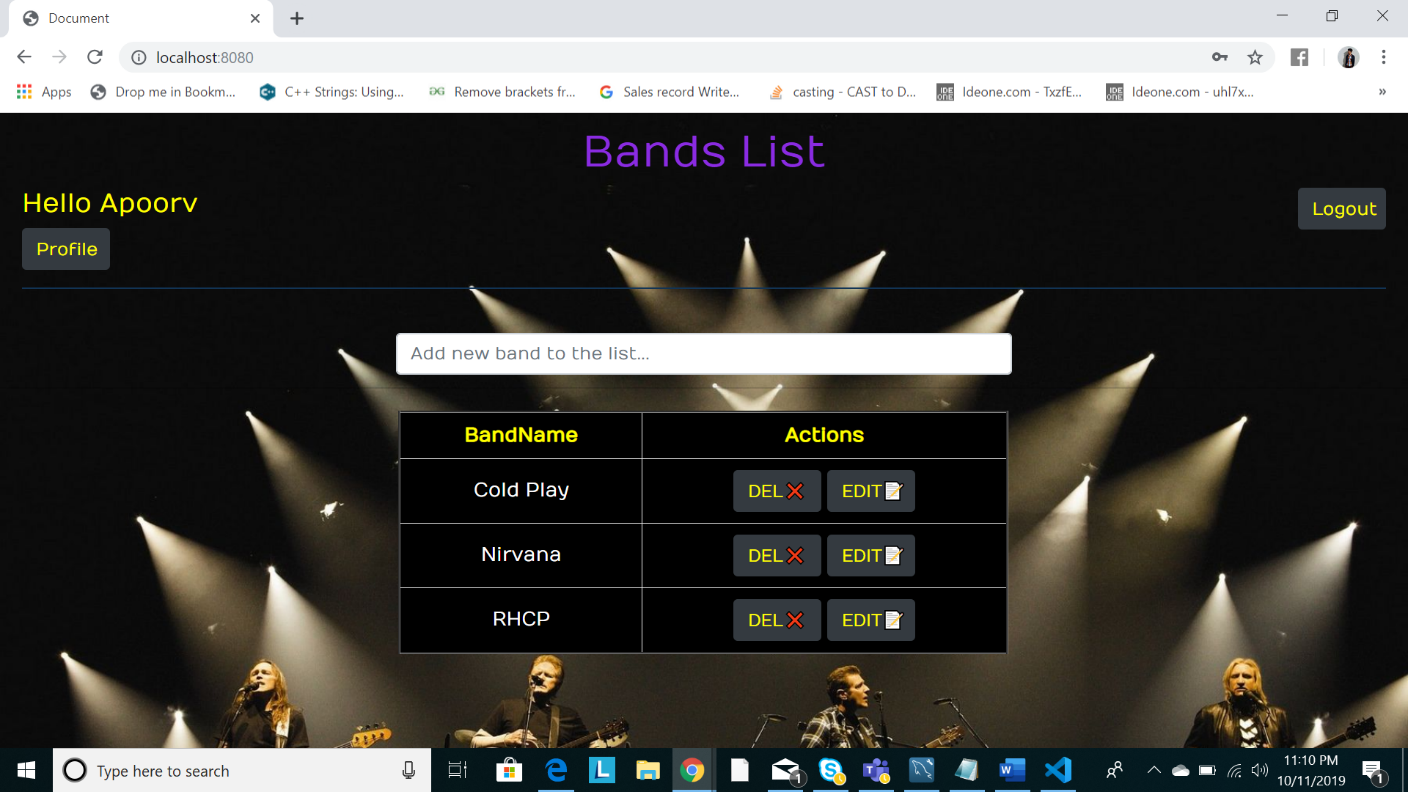 Document
localhost:8080
Apps Drop me in Bookm... C++ Strings: Using... Remove brackets fr... Sales record Write... casting - CAST to D... Ideone.com - TxzfE... Ideone.com - uhl7x... »
Bands List
Hello Apoorv
Logout
Profile
Add new band to the list...
BandName Actions
Cold Play DEL❌ EDIT📝
Nirvana DEL❌ EDIT📝
RHCP DEL❌ EDIT📝
Type here to search
11:10 PM
10/11/2019
1
1